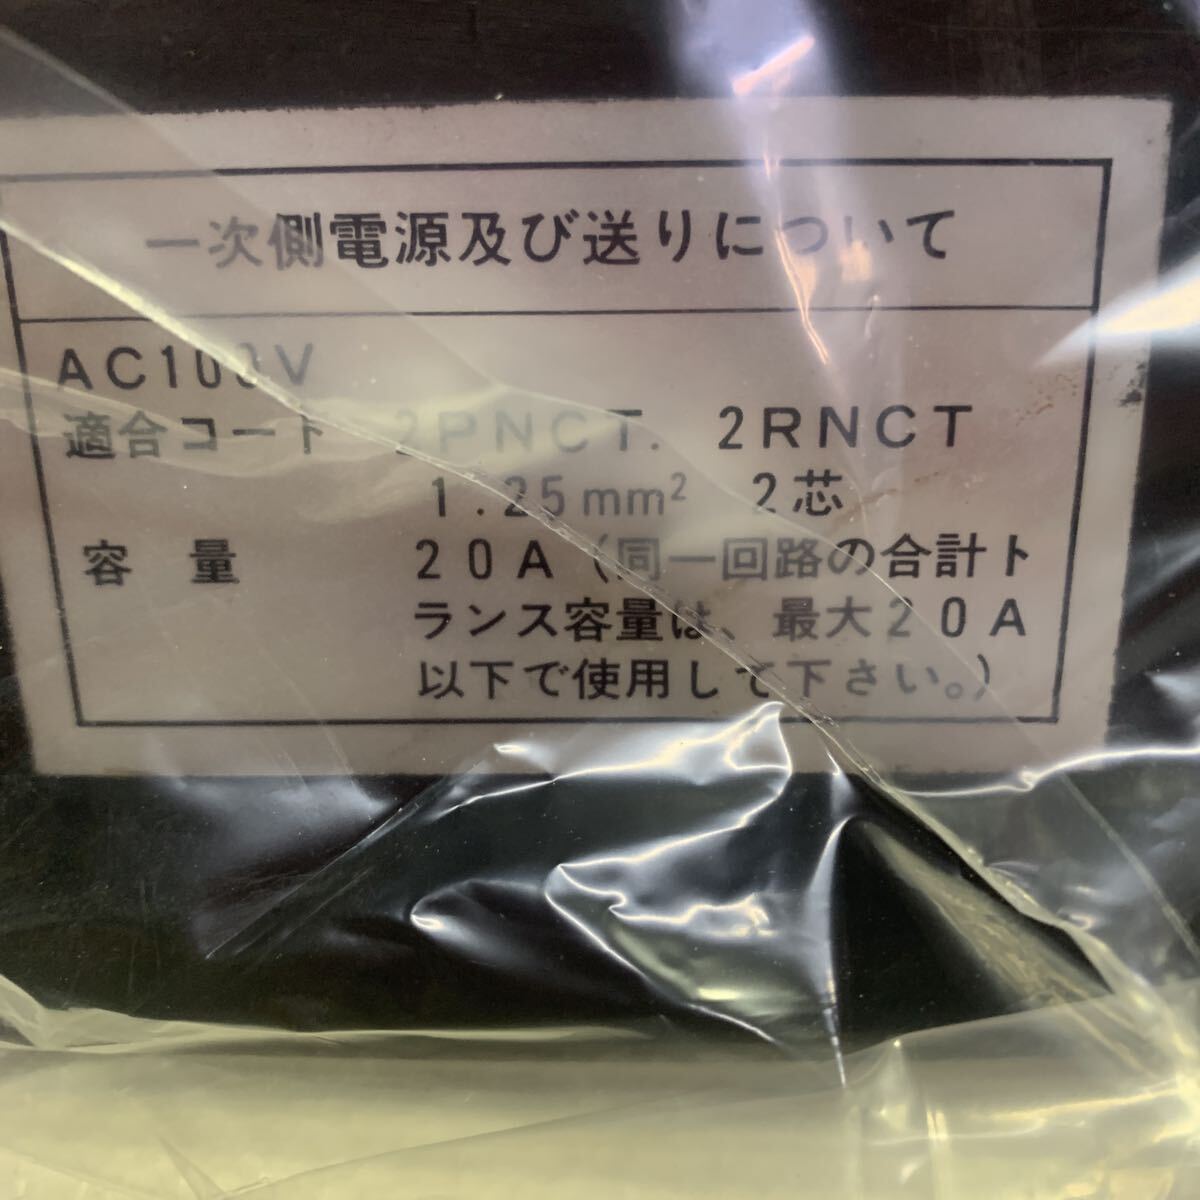 一次側電源及び送りについて
AC100V
適合コード 2PNCT. 2RNCT
1.25mm² 2芯
容量 20A(同一回路の合計ト
ランス容量は、最大20A
以下で使用して下さい。)